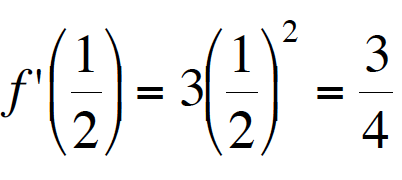 f'(1/2) = 3(1/2)² = 3/4